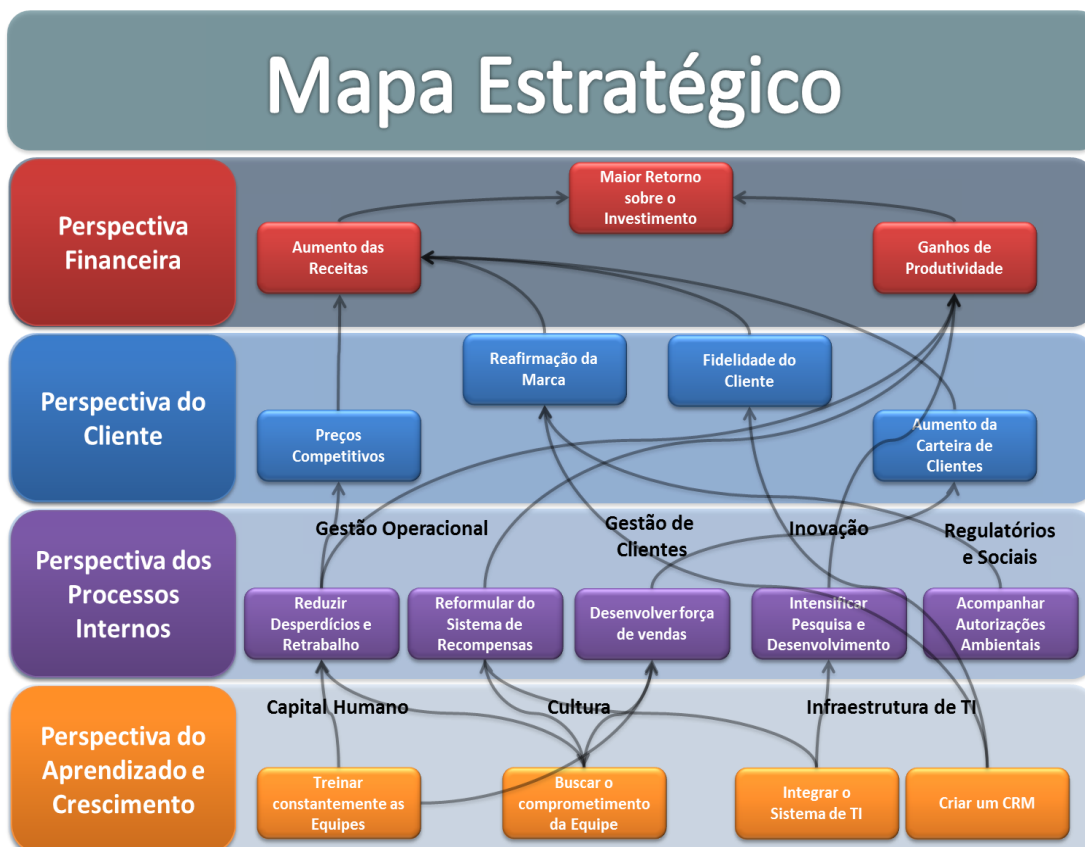 Mapa Estratégico
Perspectiva
Financeira
Maior Retorno
sobre o
Investimento
Aumento das
Receitas
Ganhos de
Produtividade
Perspectiva do
Cliente
Reafirmação da
Marca
Fidelidade do
Cliente
Preços
Competitivos
Aumento da
Carteira de
Clientes
Perspectiva dos
Processos
Internos
Gestão Operacional
Gestão de
Clientes
Inovação
Regulatórios
e Sociais
Reduzir
Desperdícios e
Retrabalho
Reformular do
Sistema de
Recompensas
Desenvolver força
de vendas
Intensificar
Pesquisa e
Desenvolvimento
Acompanhar
Autorizações
Ambientais
Perspectiva do
Aprendizado e
Crescimento
Capital Humano
Cultura
Infraestrutura de TI
Treinar
constantemente as
Equipes
Buscar o
comprometimento
da Equipe
Integrar o
Sistema de TI
Criar um CRM